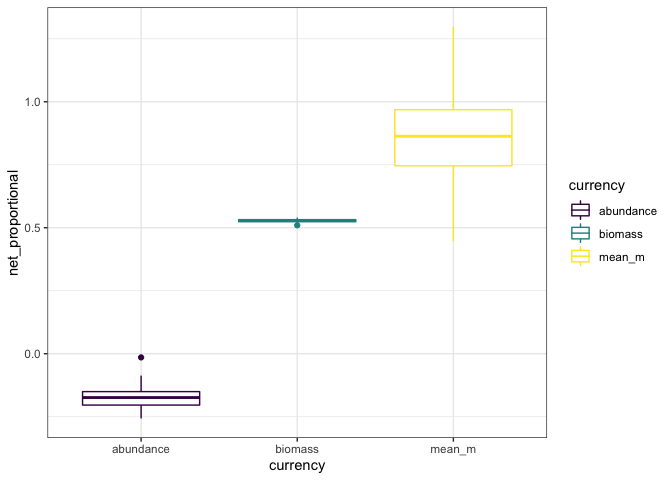 net_proportional
1.0
0.5
0.0
abundance
biomass
mean_m
currency
currency
abundance
biomass
mean_m